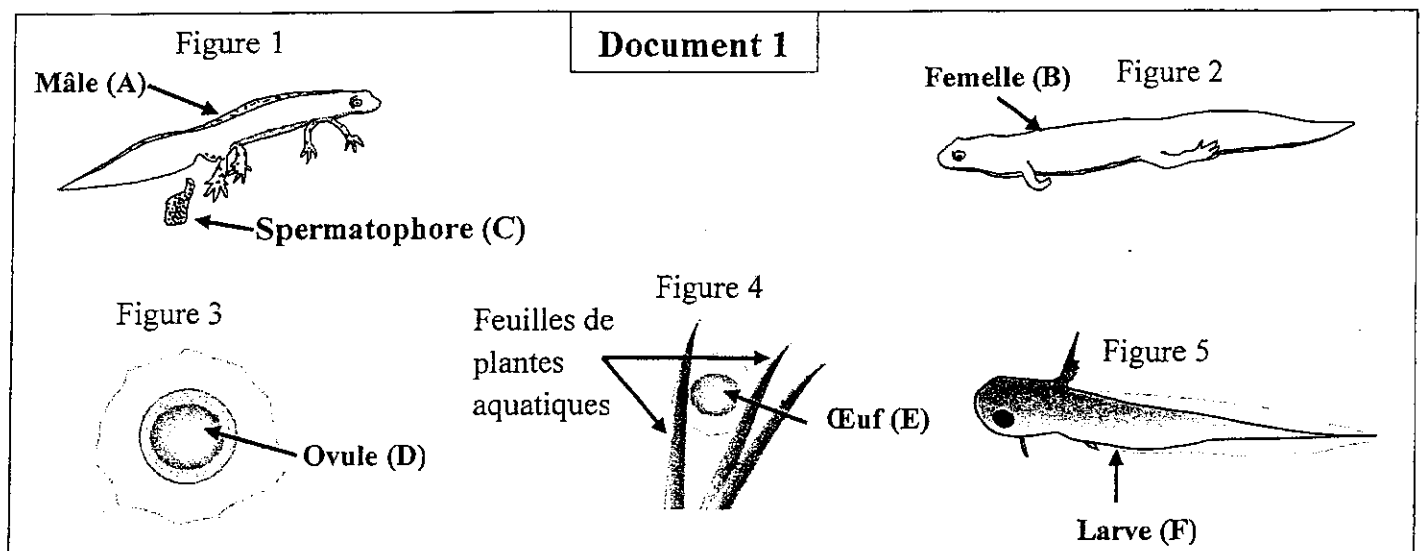 Figure 1
Document 1
Mâle (A)
Femelle (B)
Figure 2
Spermatophore (C)
Figure 3
Figure 4
Feuilles de
plantes
aquatiques
Figure 5
Œuf (E)
Ovule (D)
Larve (F)